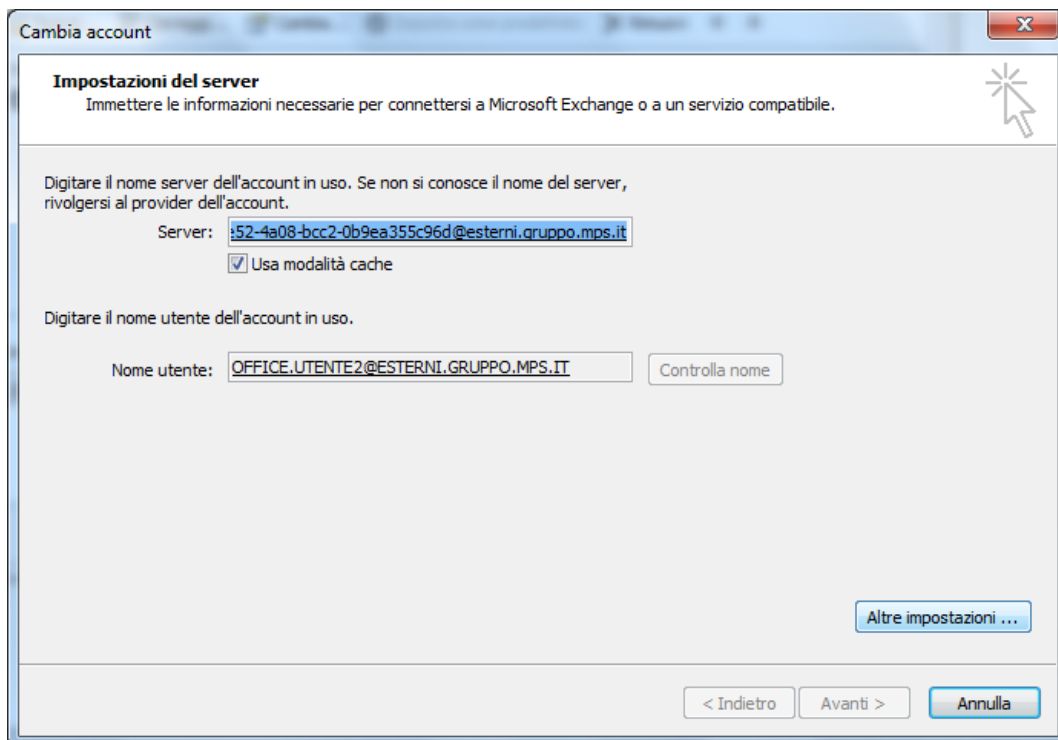 Cambia account
Impostazioni del server
Immettere le informazioni necessarie per connettersi a Microsoft Exchange o a un servizio compatibile.
Digitare il nome server dell'account in uso. Se non si conosce il nome del server,
rivolgersi al provider dell'account.
Server: :52-4a08-bcc2-0b9ea355c96d@esterni.gruppo.mps.it
Usa modalità cache
Digitare il nome utente dell'account in uso.
Nome utente: OFFICE.UTENTE2@ESTERNI.GRUPPO.MPS.IT Controlla nome
Altre impostazioni ...
< Indietro Avanti > Annulla